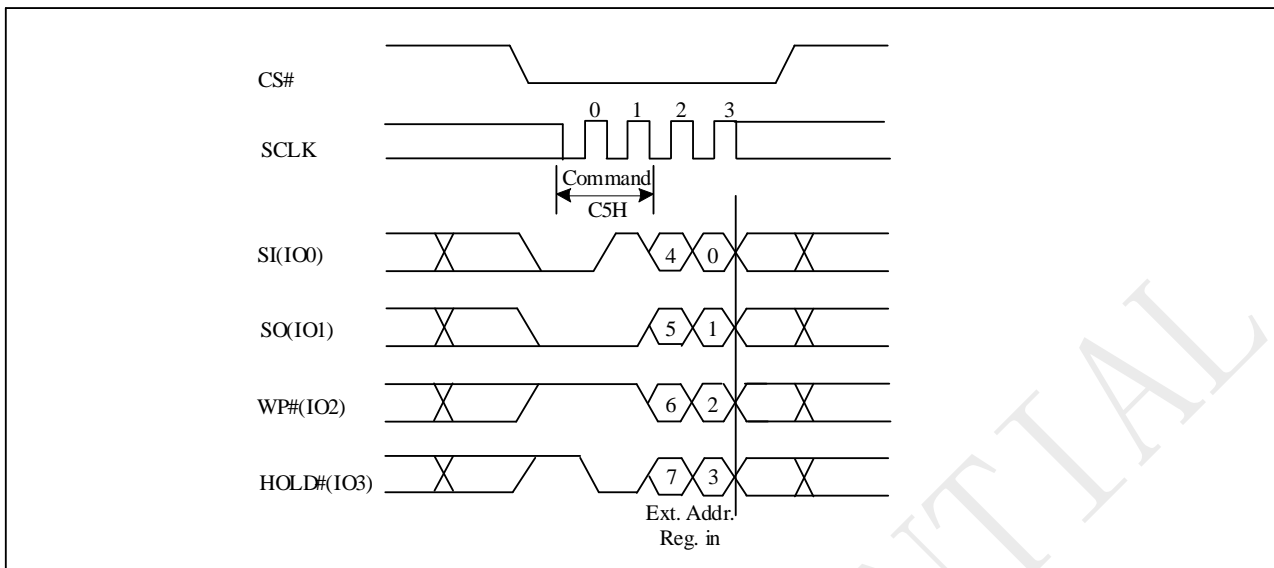 CS#
0 1 2 3
SCLK
Command
C5H
SI(IO0) 4 0
SO(IO1) 5 1
WP#(IO2) 6 2
HOLD#(IO3) 7 3
Ext. Addr.
Reg. in
NTIAL